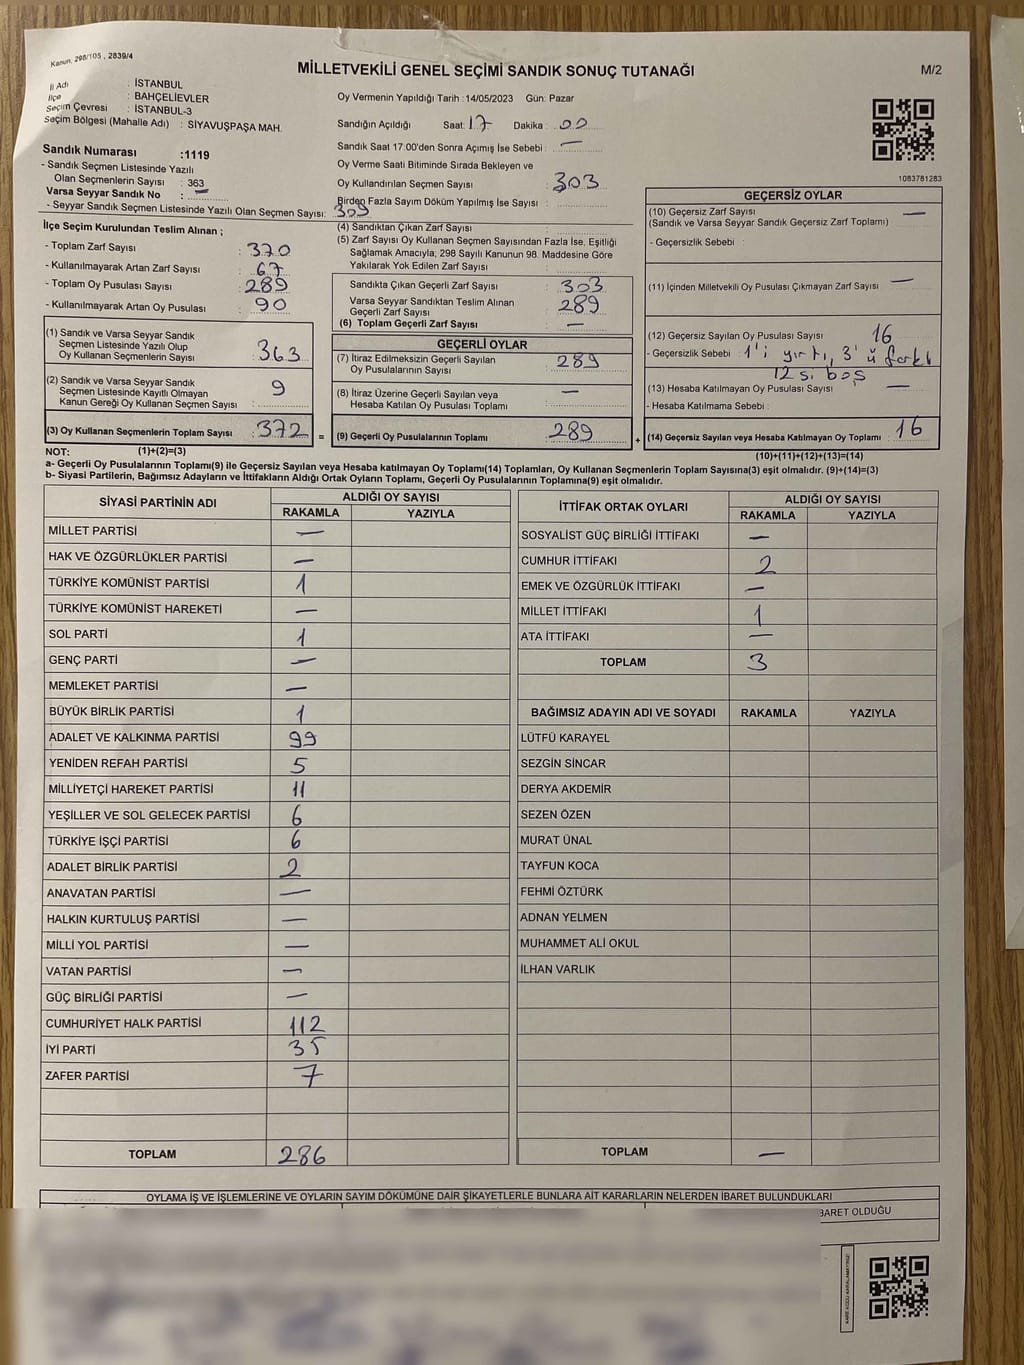 Kanun, 298/105 , 2839/4
MİLLETVEKİLİ GENEL SEÇİMİ SANDIK SONUÇ TUTANAĞI
M/2
İl Adı : İSTANBUL
İlçe : BAHÇELİEVLER
Seçim Çevresi : İSTANBUL-3
Seçim Bölgesi (Mahalle Adı) : SİYAVUŞPAŞA MAH.
Sandık Numarası :1119
- Sandık Seçmen Listesinde Yazılı
Olan Seçmenlerin Sayısı : 363
Varsa Seyyar Sandık No : —
- Seyyar Sandık Seçmen Listesinde Yazılı Olan Seçmen Sayısı: 303
Oy Vermenin Yapıldığı Tarih :14/05/2023 Gün: Pazar
Sandığın Açıldığı Saat: 17 Dakika : 00
Sandık Saat 17:00'den Sonra Açımış İse Sebebi : —
Oy Verme Saati Bitiminde Sırada Bekleyen ve
Oy Kullandırılan Seçmen Sayısı : 303
Birden Fazla Sayım Döküm Yapılmış İse Sayısı :
1083781283
İlçe Seçim Kurulundan Teslim Alınan ;
- Toplam Zarf Sayısı : 370
- Kullanılmayarak Artan Zarf Sayısı : 67
- Toplam Oy Pusulası Sayısı : 289
- Kullanılmayarak Artan Oy Pusulası : 90
(4) Sandıktan Çıkan Zarf Sayısı :
(5) Zarf Sayısı Oy Kullanan Seçmen Sayısından Fazla İse, Eşitliği
Sağlamak Amacıyla; 298 Sayılı Kanunun 98. Maddesine Göre
Yakılarak Yok Edilen Zarf Sayısı :
Sandıkta Çıkan Geçerli Zarf Sayısı : 303
Varsa Seyyar Sandıktan Teslim Alınan
Geçerli Zarf Sayısı : 289
(6) Toplam Geçerli Zarf Sayısı : —
GEÇERSİZ OYLAR
(10) Geçersiz Zarf Sayısı —
(Sandık ve Varsa Seyyar Sandık Geçersiz Zarf Toplamı) :
- Geçersizlik Sebebi :
(11) İçinden Milletvekili Oy Pusulası Çıkmayan Zarf Sayısı : —
(12) Geçersiz Sayılan Oy Pusulası Sayısı : 16
- Geçersizlik Sebebi : 1'i yırtı, 3'ü farklı
12 si boş
(13) Hesaba Katılmayan Oy Pusulası Sayısı : —
- Hesaba Katılmama Sebebi :
(14) Geçersiz Sayılan veya Hesaba Katılmayan Oy Toplamı : 16
(10)+(11)+(12)+(13)=(14)
(1) Sandık ve Varsa Seyyar Sandık
Seçmen Listesinde Yazılı Olup
Oy Kullanan Seçmenlerin Sayısı : 363
(2) Sandık ve Varsa Seyyar Sandık
Seçmen Listesinde Kayıtlı Olmayan
Kanun Gereği Oy Kullanan Seçmen Sayısı : 9
(3) Oy Kullanan Seçmenlerin Toplam Sayısı : 372 =
GEÇERLİ OYLAR
(7) İtiraz Edilmeksizin Geçerli Sayılan
Oy Pusulalarının Sayısı : 289
(8) İtiraz Üzerine Geçerli Sayılan veya
Hesaba Katılan Oy Pusulası Toplamı : —
(9) Geçerli Oy Pusulalarının Toplamı : 289 +
NOT: (1)+(2)=(3)
a- Geçerli Oy Pusulalarının Toplamı(9) ile Geçersiz Sayılan veya Hesaba katılmayan Oy Toplamı(14) Toplamları, Oy Kullanan Seçmenlerin Toplam Sayısına(3) eşit olmalıdır. (9)+(14)=(3)
b- Siyasi Partilerin, Bağımsız Adayların ve İttifakların Aldığı Ortak Oyların Toplamı, Geçerli Oy Pusulalarının Toplamına(9) eşit olmalıdır.
SİYASİ PARTİNİN ADI ALDIĞI OY SAYISI
RAKAMLA YAZIYLA
MİLLET PARTİSİ —
HAK VE ÖZGÜRLÜKLER PARTİSİ —
TÜRKİYE KOMÜNİST PARTİSİ 1
TÜRKİYE KOMÜNİST HAREKETİ —
SOL PARTİ 1
GENÇ PARTİ —
MEMLEKET PARTİSİ —
BÜYÜK BİRLİK PARTİSİ 1
ADALET VE KALKINMA PARTİSİ 99
YENİDEN REFAH PARTİSİ 5
MİLLİYETÇİ HAREKET PARTİSİ 11
YEŞİLLER VE SOL GELECEK PARTİSİ 6
TÜRKİYE İŞÇİ PARTİSİ 6
ADALET BİRLİK PARTİSİ 2
ANAVATAN PARTİSİ —
HALKIN KURTULUŞ PARTİSİ —
MİLLİ YOL PARTİSİ —
VATAN PARTİSİ —
GÜÇ BİRLİĞİ PARTİSİ —
CUMHURİYET HALK PARTİSİ 112
İYİ PARTİ 35
ZAFER PARTİSİ 7
TOPLAM 286
İTTİFAK ORTAK OYLARI ALDIĞI OY SAYISI
RAKAMLA YAZIYLA
SOSYALİST GÜÇ BİRLİĞİ İTTİFAKI —
CUMHUR İTTİFAKI 2
EMEK VE ÖZGÜRLÜK İTTİFAKI —
MİLLET İTTİFAKI 1
ATA İTTİFAKI —
TOPLAM 3
BAĞIMSIZ ADAYIN ADI VE SOYADI RAKAMLA YAZIYLA
LÜTFÜ KARAYEL
SEZGİN SİNCAR
DERYA AKDEMİR
SEZEN ÖZEN
MURAT ÜNAL
TAYFUN KOCA
FEHMİ ÖZTÜRK
ADNAN YELMEN
MUHAMMET ALİ OKUL
İLHAN VARLIK
TOPLAM —
OYLAMA İŞ VE İŞLEMLERİNE VE OYLARIN SAYIM DÖKÜMÜNE DAİR ŞİKAYETLERLE BUNLARA AİT KARARLARIN NELERDEN İBARET BULUNDUKLARI
BARET OLDUĞU
KARE KODU KARALAMAYINIZ!